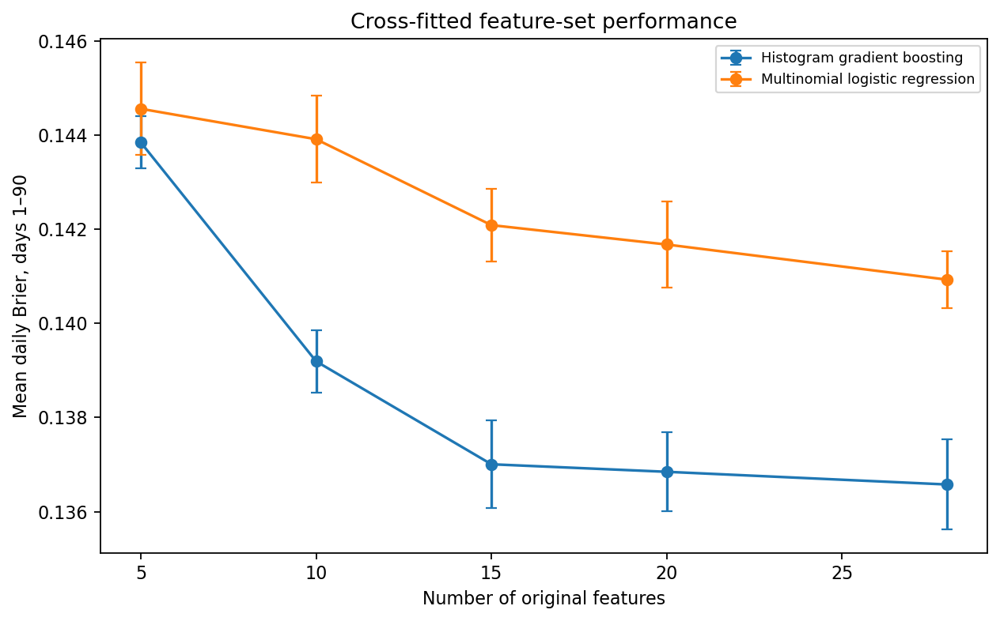 Cross-fitted feature-set performance
Histogram gradient boosting
Multinomial logistic regression
Mean daily Brier, days 1–90
0.146
0.144
0.142
0.140
0.138
0.136
5
10
15
20
25
Number of original features